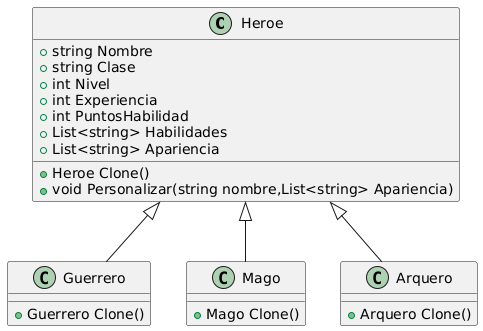 C Heroe
string Nombre
string Clase
int Nivel
int Experiencia
int PuntosHabilidad
List<string> Habilidades
List<string> Apariencia
Heroe Clone()
void Personalizar(string nombre,List<string> Apariencia)
C Guerrero
Guerrero Clone()
C Mago
Mago Clone()
C Arquero
Arquero Clone()